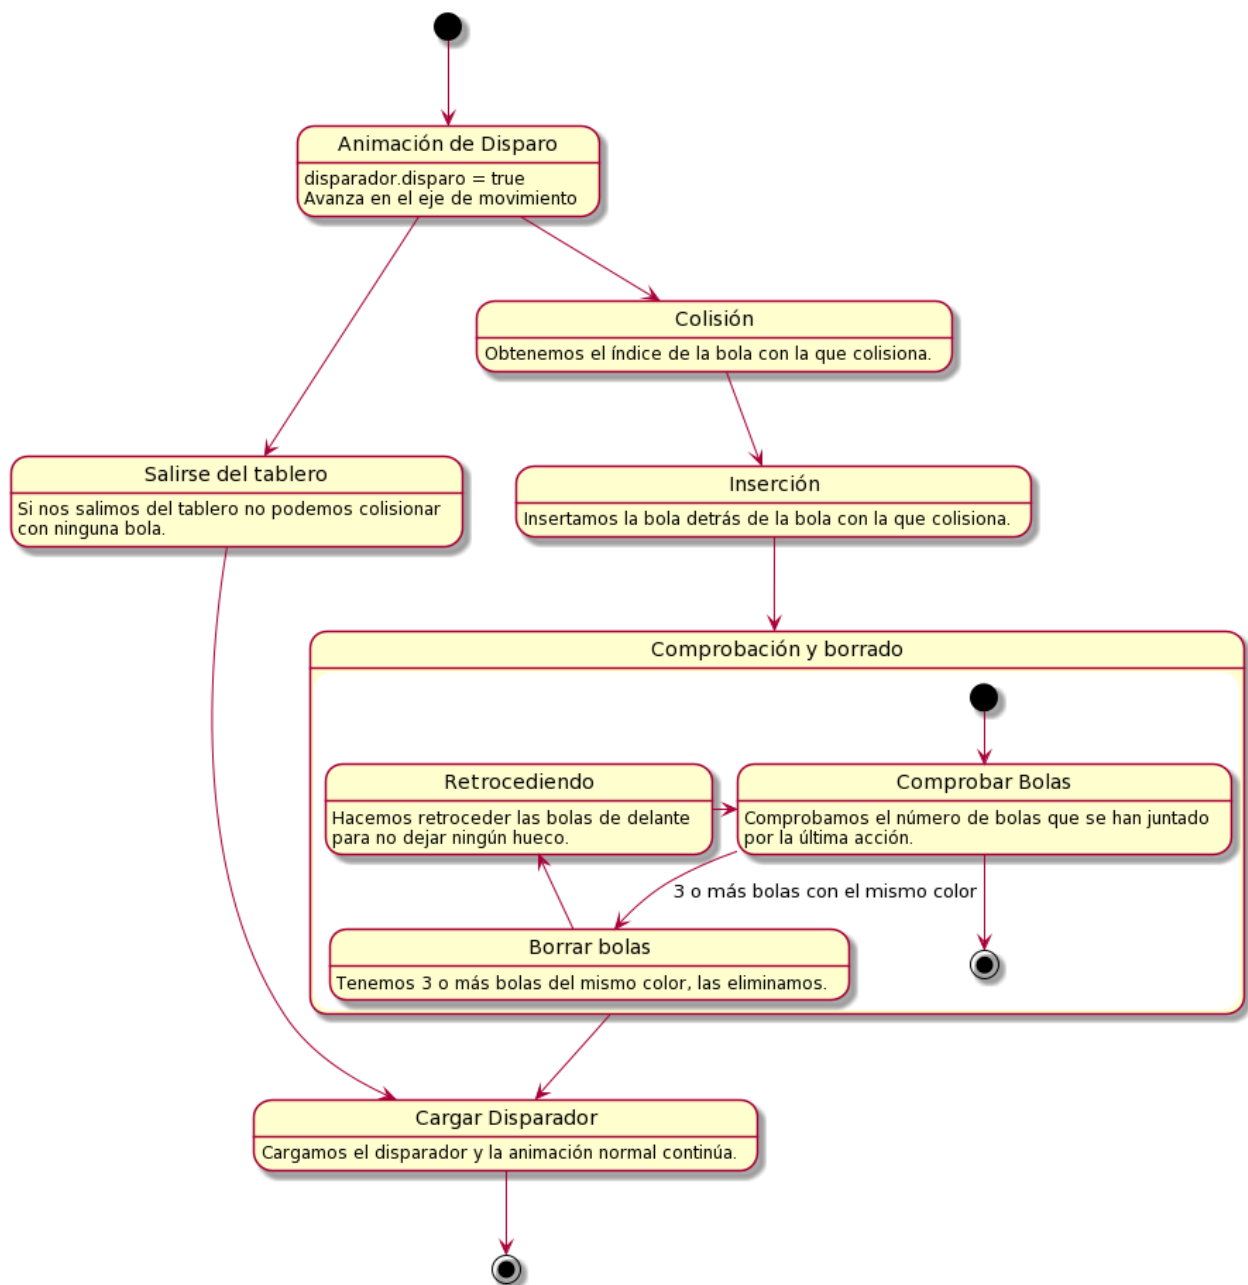 Animación de Disparo
disparador.disparo = true
Avanza en el eje de movimiento
Colisión
Obtenemos el índice de la bola con la que colisiona.
Salirse del tablero
Si nos salimos del tablero no podemos colisionar
con ninguna bola.
Inserción
Insertamos la bola detrás de la bola con la que colisiona.
Comprobación y borrado
Retrocediendo
Hacemos retroceder las bolas de delante
para no dejar ningún hueco.
Comprobar Bolas
Comprobamos el número de bolas que se han juntado
por la última acción.
3 o más bolas con el mismo color
Borrar bolas
Tenemos 3 o más bolas del mismo color, las eliminamos.
Cargar Disparador
Cargamos el disparador y la animación normal continúa.